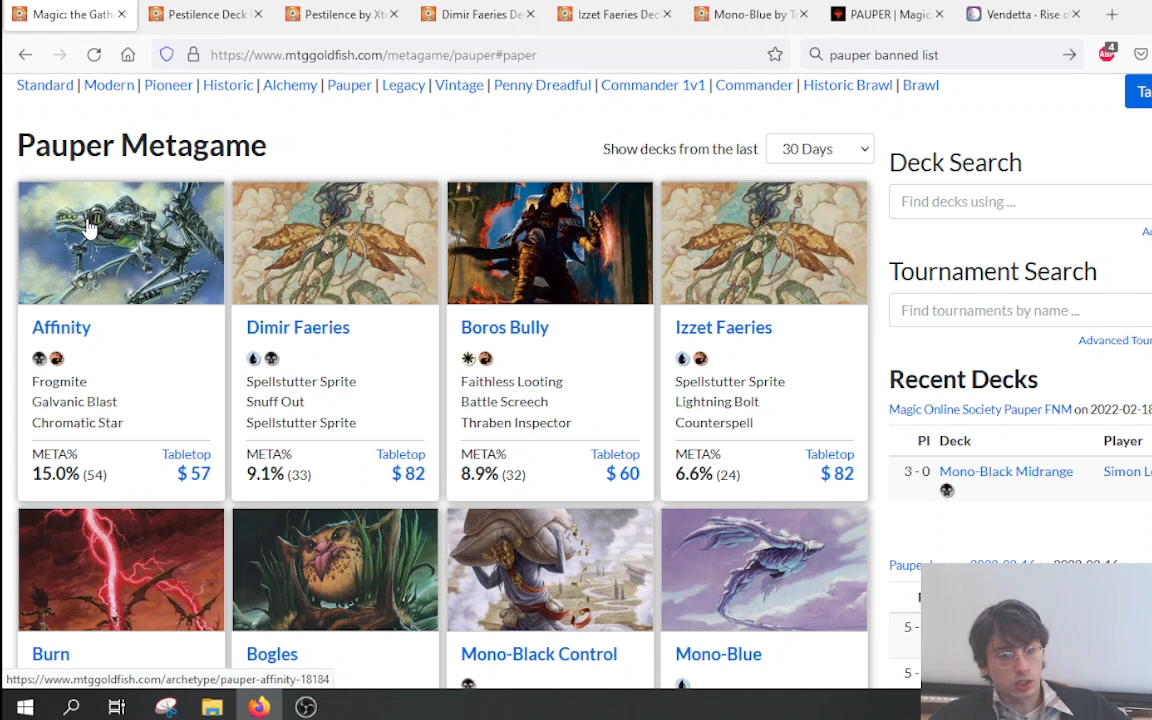 Magic: the Gath
Pestilence Deck
Pestilence by Xt
Dimir Faeries De
Izzet Faeries Dec
Mono-Blue by T
PAUPER | Magic
Vendetta - Rise o
https://www.mtggoldfish.com/metagame/pauper#paper
pauper banned list
4
ABP
Standard | Modern | Pioneer | Historic | Alchemy | Pauper | Legacy | Vintage | Penny Dreadful | Commander 1v1 | Commander | Historic Brawl | Brawl
Ta
Pauper Metagame
Show decks from the last 30 Days
Deck Search
Find decks using ...
Tournament Search
Find tournaments by name ...
Advanced Tour
Affinity
Frogmite
Galvanic Blast
Chromatic Star
META% Tabletop
15.0% (54) $ 57
Dimir Faeries
Spellstutter Sprite
Snuff Out
Spellstutter Sprite
META% Tabletop
9.1% (33) $ 82
Boros Bully
Faithless Looting
Battle Screech
Thraben Inspector
META% Tabletop
8.9% (32) $ 60
Izzet Faeries
Spellstutter Sprite
Lightning Bolt
Counterspell
META% Tabletop
6.6% (24) $ 82
Recent Decks
Magic Online Society Pauper FNM on 2022-02-18
Pl Deck Player
3 - 0 Mono-Black Midrange Simon L
5 -
5 -
Burn
Bogles
Mono-Black Control
Mono-Blue
https://www.mtggoldfish.com/archetype/pauper-affinity-18184